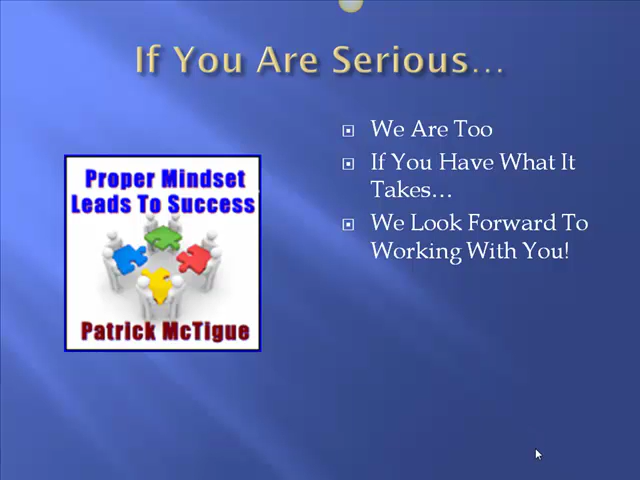 If You Are Serious...
We Are Too
If You Have What It
Takes...
We Look Forward To
Working With You!
Proper Mindset
Leads To Success
Patrick McTigue